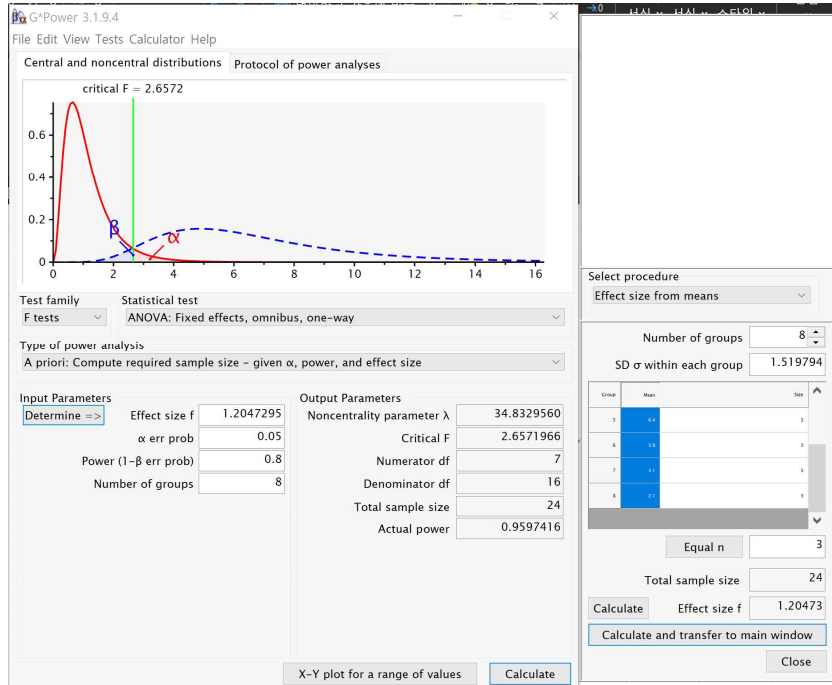 G*Power 3.1.9.4
File Edit View Tests Calculator Help
Central and noncentral distributions Protocol of power analyses
critical F = 2.6572
0.6
0.4
0.2
0
β
α
0 2 4 6 8 10 12 14 16
Test family Statistical test
F tests ANOVA: Fixed effects, omnibus, one-way
Type of power analysis
A priori: Compute required sample size – given α, power, and effect size
Input Parameters
Determine =>
Effect size f 1.2047295
α err prob 0.05
Power (1-β err prob) 0.8
Number of groups 8
Output Parameters
Noncentrality parameter λ 34.8329560
Critical F 2.6571966
Numerator df 7
Denominator df 16
Total sample size 24
Actual power 0.9597416
X-Y plot for a range of values Calculate
Select procedure
Effect size from means
Number of groups 8
SD σ within each group 1.519794
Group Mean Size
5 6.4 3
6 3.8 3
7 3.1 3
8 2.1 3
Equal n 3
Total sample size 24
Calculate Effect size f 1.20473
Calculate and transfer to main window
Close